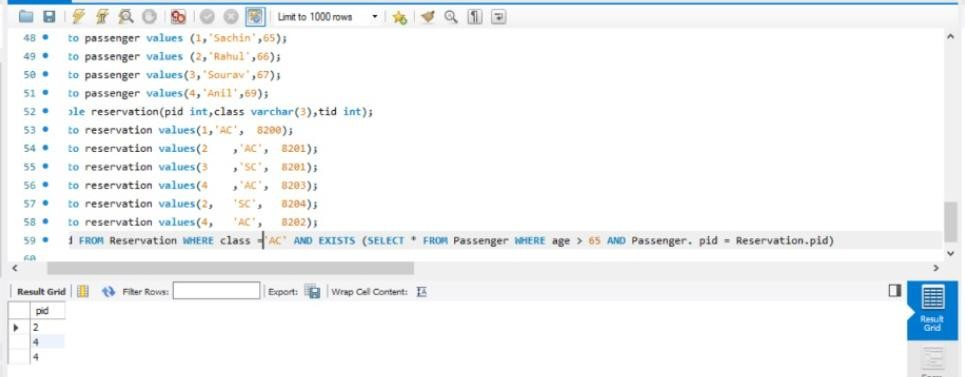 Limit to 1000 rows
48 to passenger values (1,'Sachin',65);
49 to passenger values (2,'Rahul',66);
50 to passenger values(3,'Sourav',67);
51 to passenger values(4,'Anil',69);
52 ble reservation(pid int,class varchar(3),tid int);
53 to reservation values(1,'AC', 8200);
54 to reservation values(2 ,'AC', 8201);
55 to reservation values(3 ,'SC', 8201);
56 to reservation values(4 ,'AC', 8203);
57 to reservation values(2, 'SC', 8204);
58 to reservation values(4, 'AC', 8202);
59 d FROM Reservation WHERE class ='AC' AND EXISTS (SELECT * FROM Passenger WHERE age > 65 AND Passenger. pid = Reservation.pid)
60
Result Grid Filter Rows: Export: Wrap Cell Content:
pid
2
4
4
Result
Grid